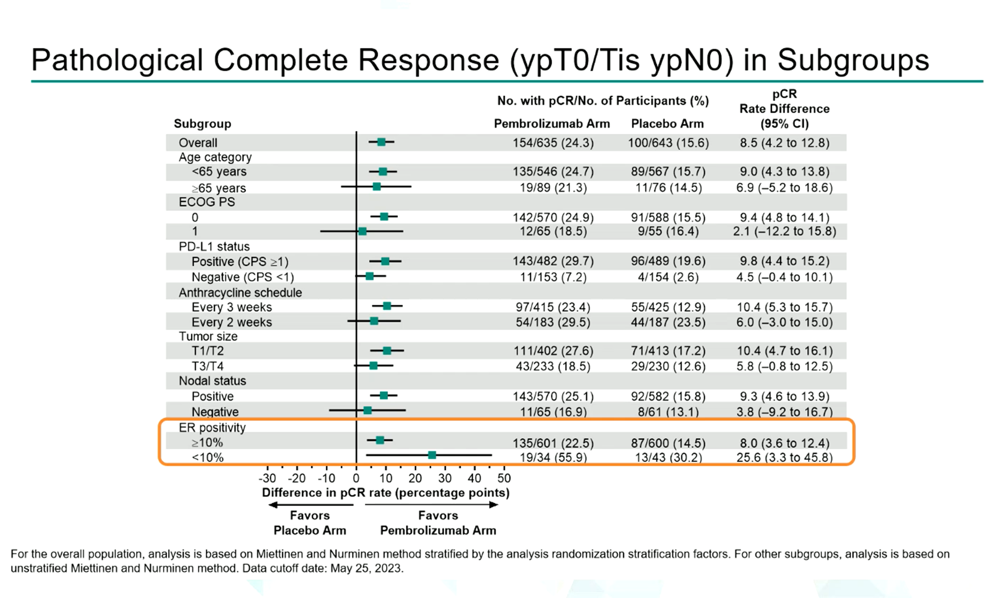 Pathological Complete Response (ypT0/Tis ypN0) in Subgroups
No. with pCR/No. of Participants (%)
pCR
Rate Difference
(95% CI)
Subgroup
Pembrolizumab Arm
Placebo Arm
Overall 154/635 (24.3) 100/643 (15.6) 8.5 (4.2 to 12.8)
Age category
<65 years 135/546 (24.7) 89/567 (15.7) 9.0 (4.3 to 13.8)
≥65 years 19/89 (21.3) 11/76 (14.5) 6.9 (–5.2 to 18.6)
ECOG PS
0 142/570 (24.9) 91/588 (15.5) 9.4 (4.8 to 14.1)
1 12/65 (18.5) 9/55 (16.4) 2.1 (–12.2 to 15.8)
PD-L1 status
Positive (CPS ≥1) 143/482 (29.7) 96/489 (19.6) 9.8 (4.4 to 15.2)
Negative (CPS <1) 11/153 (7.2) 4/154 (2.6) 4.5 (–0.4 to 10.1)
Anthracycline schedule
Every 3 weeks 97/415 (23.4) 55/425 (12.9) 10.4 (5.3 to 15.7)
Every 2 weeks 54/183 (29.5) 44/187 (23.5) 6.0 (–3.0 to 15.0)
Tumor size
T1/T2 111/402 (27.6) 71/413 (17.2) 10.4 (4.7 to 16.1)
T3/T4 43/233 (18.5) 29/230 (12.6) 5.8 (–0.8 to 12.5)
Nodal status
Positive 143/570 (25.1) 92/582 (15.8) 9.3 (4.6 to 13.9)
Negative 11/65 (16.9) 8/61 (13.1) 3.8 (–9.2 to 16.7)
ER positivity
≥10% 135/601 (22.5) 87/600 (14.5) 8.0 (3.6 to 12.4)
<10% 19/34 (55.9) 13/43 (30.2) 25.6 (3.3 to 45.8)
-30 -20 -10 0 10 20 30 40 50
Difference in pCR rate (percentage points)
Favors
Placebo Arm
Favors
Pembrolizumab Arm
For the overall population, analysis is based on Miettinen and Nurminen method stratified by the analysis randomization stratification factors. For other subgroups, analysis is based on
unstratified Miettinen and Nurminen method. Data cutoff date: May 25, 2023.